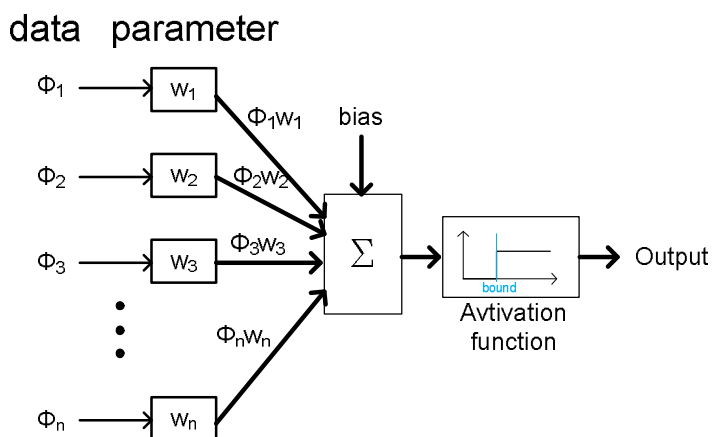 data parameter
Φ1 w1 Φ1w1 bias
Φ2 w2 Φ2w2
Φ3 w3 Φ3w3 Σ bound Output
Avtivation
function
Φnwn
Φn wn